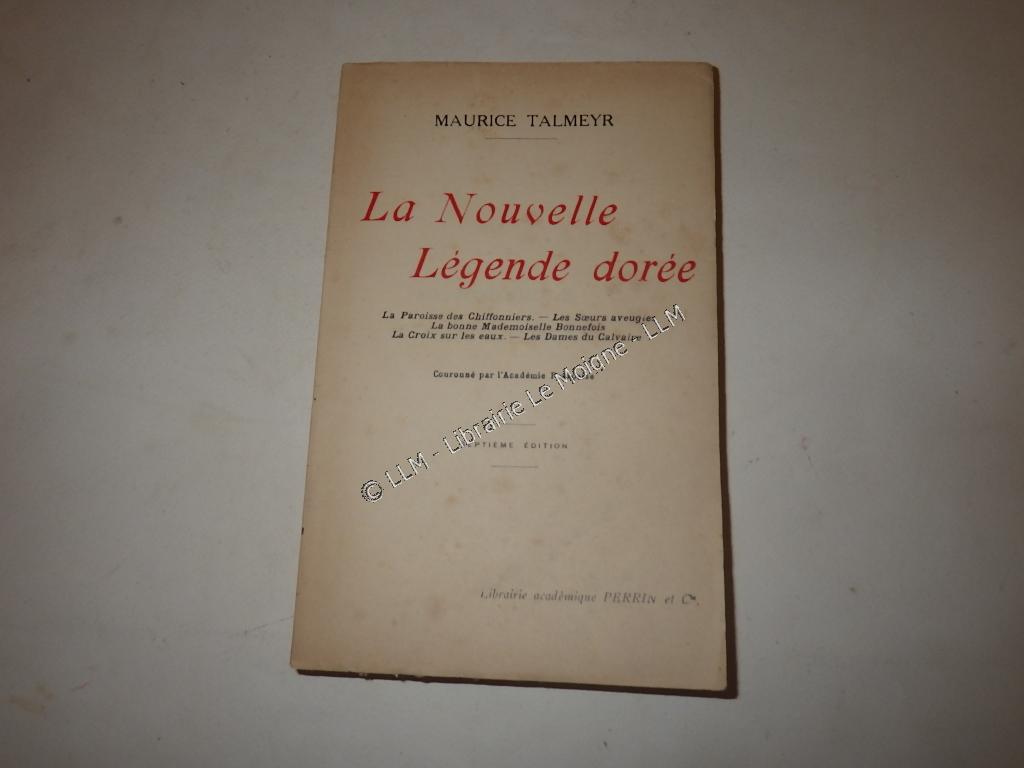 MAURICE TALMEYR
La Nouvelle
Légende dorée
La Paroisse des Chiffonniers. — Les Sœurs aveugles
La bonne Mademoiselle Bonnefois
La Croix sur les eaux. — Les Dames du Calvaire
Couronné par l'Académie
ÉDITION
Librairie académique PERRIN et Cie
© LLM - Librairie Le Moigne - LLM